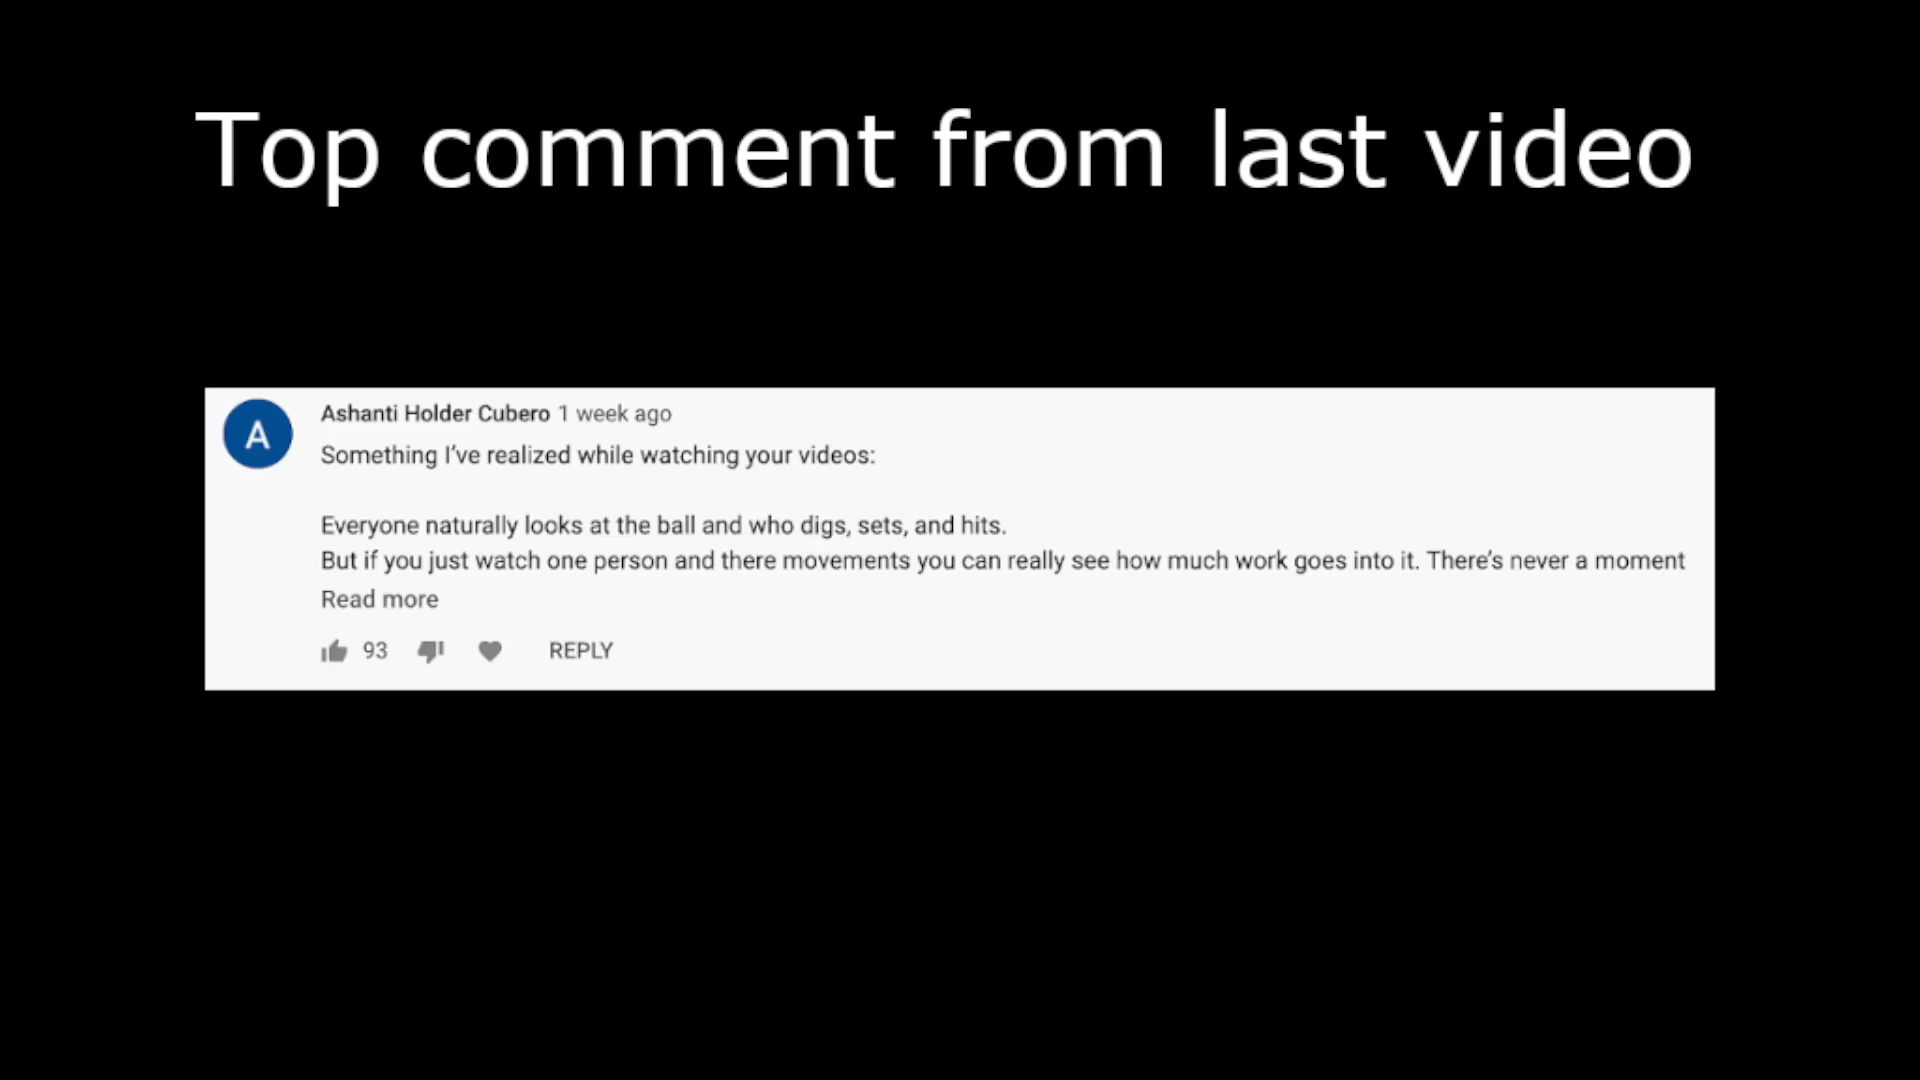 Top comment from last video
A
Ashanti Holder Cubero 1 week ago
Something I’ve realized while watching your videos:
Everyone naturally looks at the ball and who digs, sets, and hits.
But if you just watch one person and there movements you can really see how much work goes into it. There’s never a moment
Read more
93 REPLY